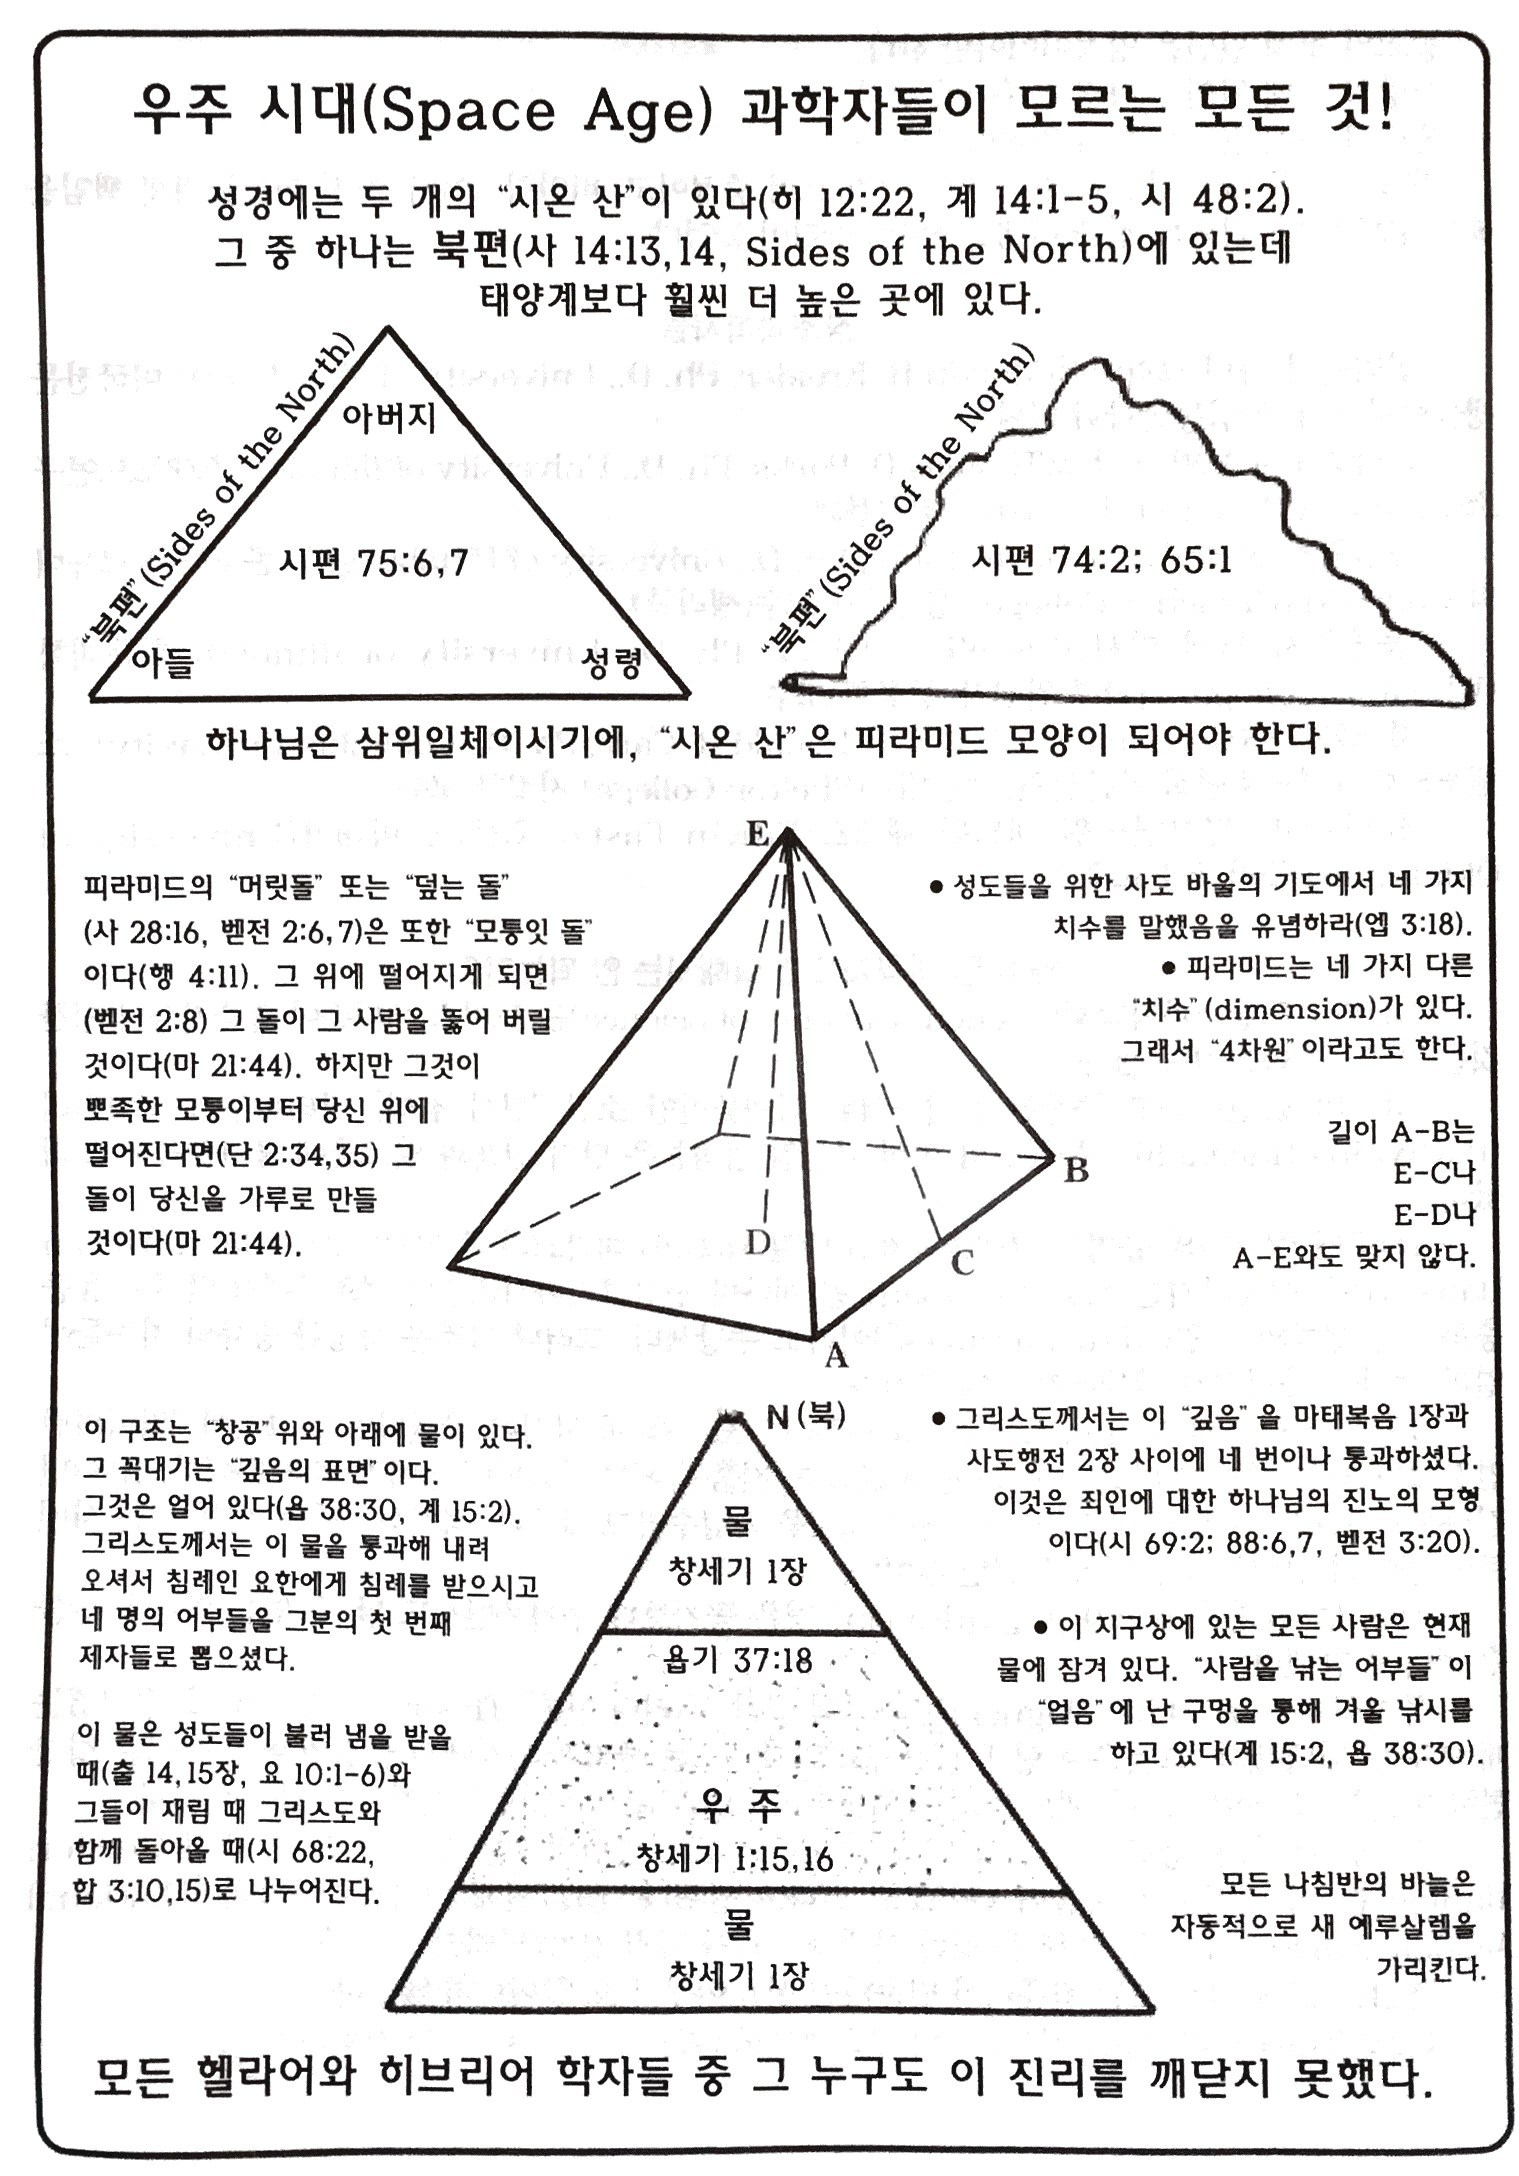 우주 시대(Space Age) 과학자들이 모르는 모든 것!
성경에는 두 개의 “시온 산”이 있다(히 12:22, 계 14:1-5, 시 48:2).
그 중 하나는 북편(사 14:13,14, Sides of the North)에 있는데
태양계보다 훨씬 더 높은 곳에 있다.
“북편”(Sides of the North)
아버지
시편 75:6,7
아들
성령
“북편”(Sides of the North)
시편 74:2; 65:1
하나님은 삼위일체이시기에, “시온 산”은 피라미드 모양이 되어야 한다.
피라미드의 “머릿돌” 또는 “덮는 돌”
(사 28:16, 벧전 2:6,7)은 또한 “모퉁잇 돌”
이다(행 4:11). 그 위에 떨어지게 되면
(벧전 2:8) 그 돌이 그 사람을 뚫어 버릴
것이다(마 21:44). 하지만 그것이
뽀족한 모퉁이부터 당신 위에
떨어진다면(단 2:34,35) 그
돌이 당신을 가루로 만들
것이다(마 21:44).
E
D
C
B
A
● 성도들을 위한 사도 바울의 기도에서 네 가지
치수를 말했음을 유념하라(엡 3:18).
● 피라미드는 네 가지 다른
“치수”(dimension)가 있다.
그래서 “4차원”이라고도 한다.
길이 A-B는
E-C나
E-D나
A-E와도 맞지 않다.
이 구조는 “창공”위와 아래에 물이 있다.
그 꼭대기는 “깊음의 표면”이다.
그것은 얼어 있다(욥 38:30, 계 15:2).
그리스도께서는 이 물을 통과해 내려
오셔서 침례인 요한에게 침례를 받으시고
네 명의 어부들을 그분의 첫 번째
제자들로 뽑으셨다.
이 물은 성도들이 불러 냄을 받을
때(출 14,15장, 요 10:1-6)와
그들이 재림 때 그리스도와
함께 돌아올 때(시 68:22,
합 3:10,15)로 나누어진다.
N(북)
물
창세기 1장
욥기 37:18
우 주
창세기 1:15,16
물
창세기 1장
● 그리스도께서는 이 “깊음”을 마태복음 1장과
사도행전 2장 사이에 네 번이나 통과하셨다.
이것은 죄인에 대한 하나님의 진노의 모형
이다(시 69:2; 88:6,7, 벧전 3:20).
● 이 지구상에 있는 모든 사람은 현재
물에 잠겨 있다. “사람을 낚는 어부들”이
“얼음”에 난 구멍을 통해 겨울 낚시를
하고 있다(계 15:2, 욥 38:30).
모든 나침반의 바늘은
자동적으로 새 예루살렘을
가리킨다.
모든 헬라어와 히브리어 학자들 중 그 누구도 이 진리를 깨닫지 못했다.